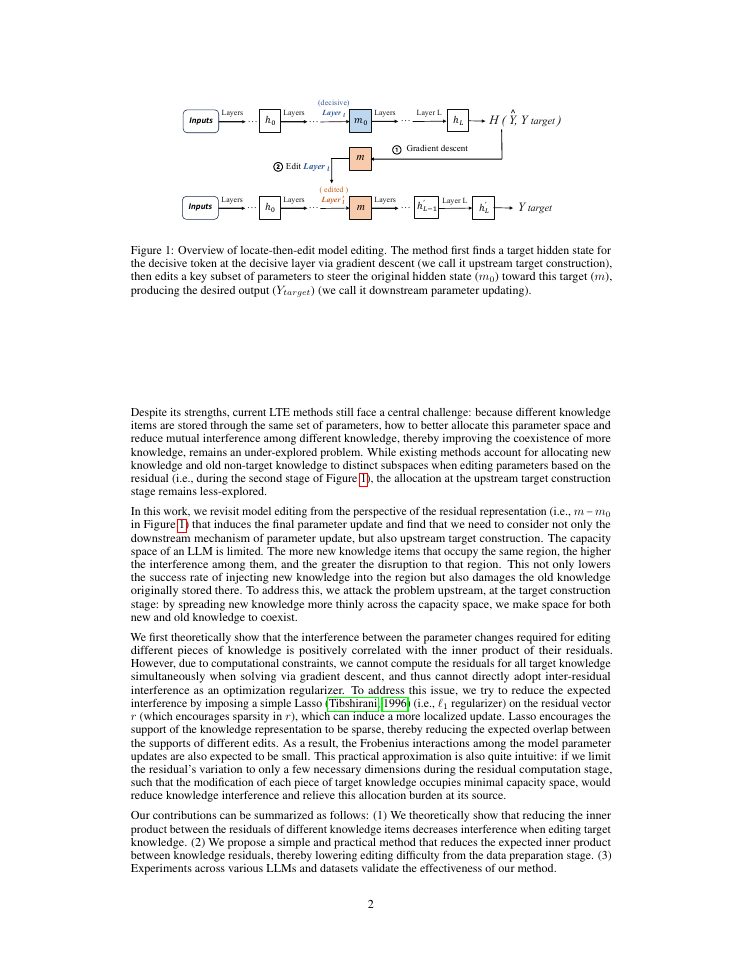 (decisive)
Inputs Layers ··· h0 Layers ··· Layer l m0 Layers ··· Layer L hL H ( Ŷ, Y target )
m ① Gradient descent
② Edit Layer l
( edited )
Inputs Layers ··· h0 Layers ··· Layer l' m Layers ··· h'L−1 Layer L h'L Y target
Figure 1: Overview of locate-then-edit model editing. The method first finds a target hidden state for
the decisive token at the decisive layer via gradient descent (we call it upstream target construction),
then edits a key subset of parameters to steer the original hidden state (m0) toward this target (m),
producing the desired output (Ytarget) (we call it downstream parameter updating).
Despite its strengths, current LTE methods still face a central challenge: because different knowledge
items are stored through the same set of parameters, how to better allocate this parameter space and
reduce mutual interference among different knowledge, thereby improving the coexistence of more
knowledge, remains an under-explored problem. While existing methods account for allocating new
knowledge and old non-target knowledge to distinct subspaces when editing parameters based on the
residual (i.e., during the second stage of Figure 1), the allocation at the upstream target construction
stage remains less-explored.
In this work, we revisit model editing from the perspective of the residual representation (i.e., m − m0
in Figure 1) that induces the final parameter update and find that we need to consider not only the
downstream mechanism of parameter update, but also upstream target construction. The capacity
space of an LLM is limited. The more new knowledge items that occupy the same region, the higher
the interference among them, and the greater the disruption to that region. This not only lowers
the success rate of injecting new knowledge into the region but also damages the old knowledge
originally stored there. To address this, we attack the problem upstream, at the target construction
stage: by spreading new knowledge more thinly across the capacity space, we make space for both
new and old knowledge to coexist.
We first theoretically show that the interference between the parameter changes required for editing
different pieces of knowledge is positively correlated with the inner product of their residuals.
However, due to computational constraints, we cannot compute the residuals for all target knowledge
simultaneously when solving via gradient descent, and thus cannot directly adopt inter-residual
interference as an optimization regularizer. To address this issue, we try to reduce the expected
interference by imposing a simple Lasso (Tibshirani, 1996) (i.e., ℓ1 regularizer) on the residual vector
r (which encourages sparsity in r), which can induce a more localized update. Lasso encourages the
support of the knowledge representation to be sparse, thereby reducing the expected overlap between
the supports of different edits. As a result, the Frobenius interactions among the model parameter
updates are also expected to be small. This practical approximation is also quite intuitive: if we limit
the residual's variation to only a few necessary dimensions during the residual computation stage,
such that the modification of each piece of target knowledge occupies minimal capacity space, would
reduce knowledge interference and relieve this allocation burden at its source.
Our contributions can be summarized as follows: (1) We theoretically show that reducing the inner
product between the residuals of different knowledge items decreases interference when editing target
knowledge. (2) We propose a simple and practical method that reduces the expected inner product
between knowledge residuals, thereby lowering editing difficulty from the data preparation stage. (3)
Experiments across various LLMs and datasets validate the effectiveness of our method.
2